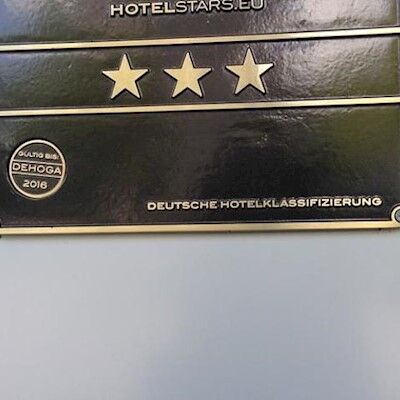 HOTELSTARS.EU
GÜLTIG BIS:
DEHOGA
2016
DEUTSCHE HOTELKLASSIFIZIERUNG